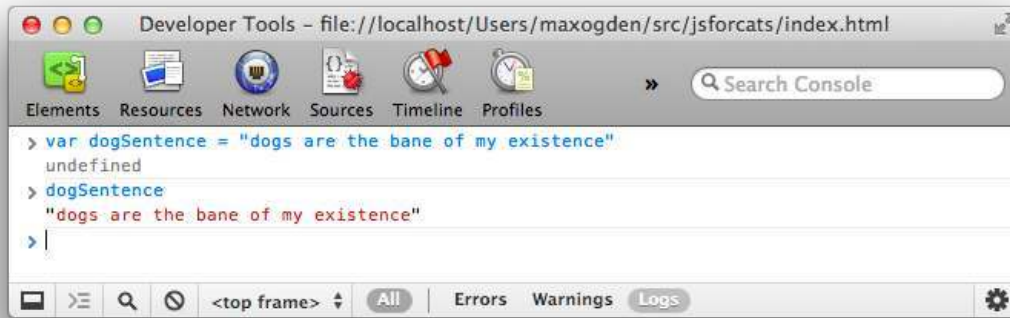 Developer Tools – file://localhost/Users/maxogden/src/jsforcats/index.html
Elements Resources Network Sources Timeline Profiles » Search Console
> var dogSentence = "dogs are the bane of my existence"
undefined
> dogSentence
"dogs are the bane of my existence"
>
<top frame> All Errors Warnings Logs